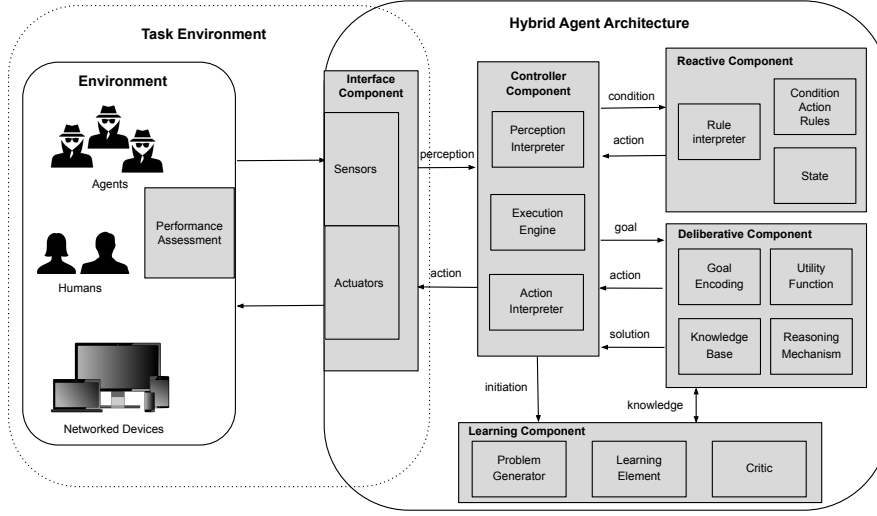 Task Environment
Hybrid Agent Architecture
Environment
Agents
Humans
Networked Devices
Performance
Assessment
Interface
Component
Sensors
Actuators
perception
action
Controller
Component
Perception
Interpreter
Execution
Engine
Action
Interpreter
condition
action
goal
action
solution
initiation
knowledge
Reactive Component
Rule
interpreter
Condition
Action
Rules
State
Deliberative Component
Goal
Encoding
Utility
Function
Knowledge
Base
Reasoning
Mechanism
Learning Component
Problem
Generator
Learning
Element
Critic